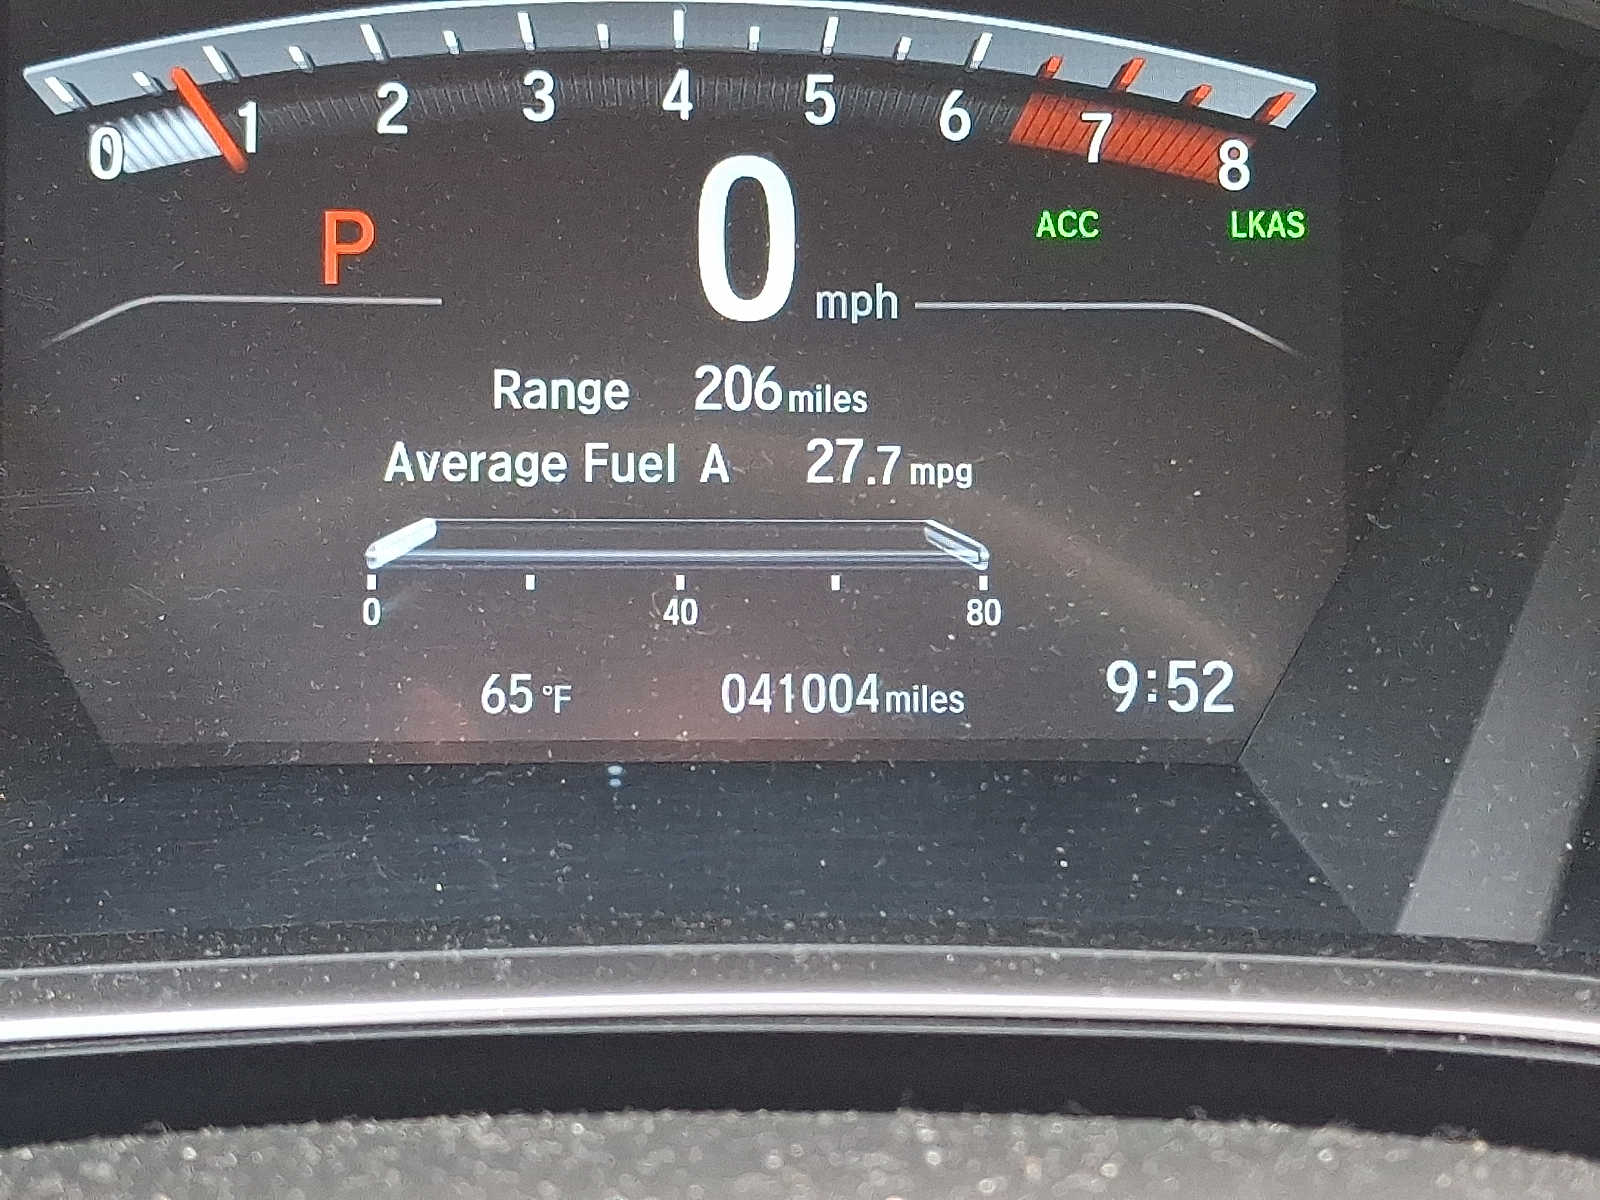 0 1 2 3 4 5 6 7 8
P 0 mph ACC LKAS
Range 206 miles
Average Fuel A 27.7 mpg
0 40 80
65 °F 041004 miles 9:52